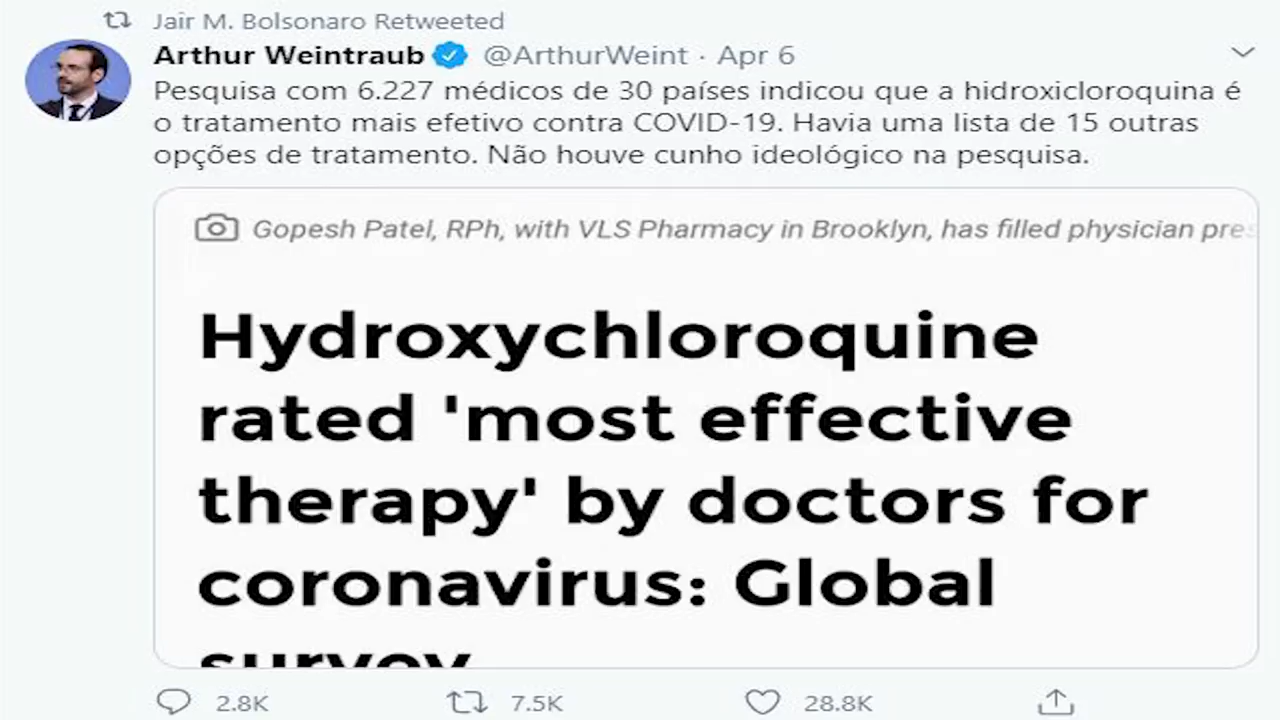 Jair M. Bolsonaro Retweeted
Arthur Weintraub @ArthurWeint · Apr 6
Pesquisa com 6.227 médicos de 30 países indicou que a hidroxicloroquina é
o tratamento mais efetivo contra COVID-19. Havia uma lista de 15 outras
opções de tratamento. Não houve cunho ideológico na pesquisa.
Gopesh Patel, RPh, with VLS Pharmacy in Brooklyn, has filled physician pres
Hydroxychloroquine
rated 'most effective
therapy' by doctors for
coronavirus: Global
survey
2.8K 7.5K 28.8K